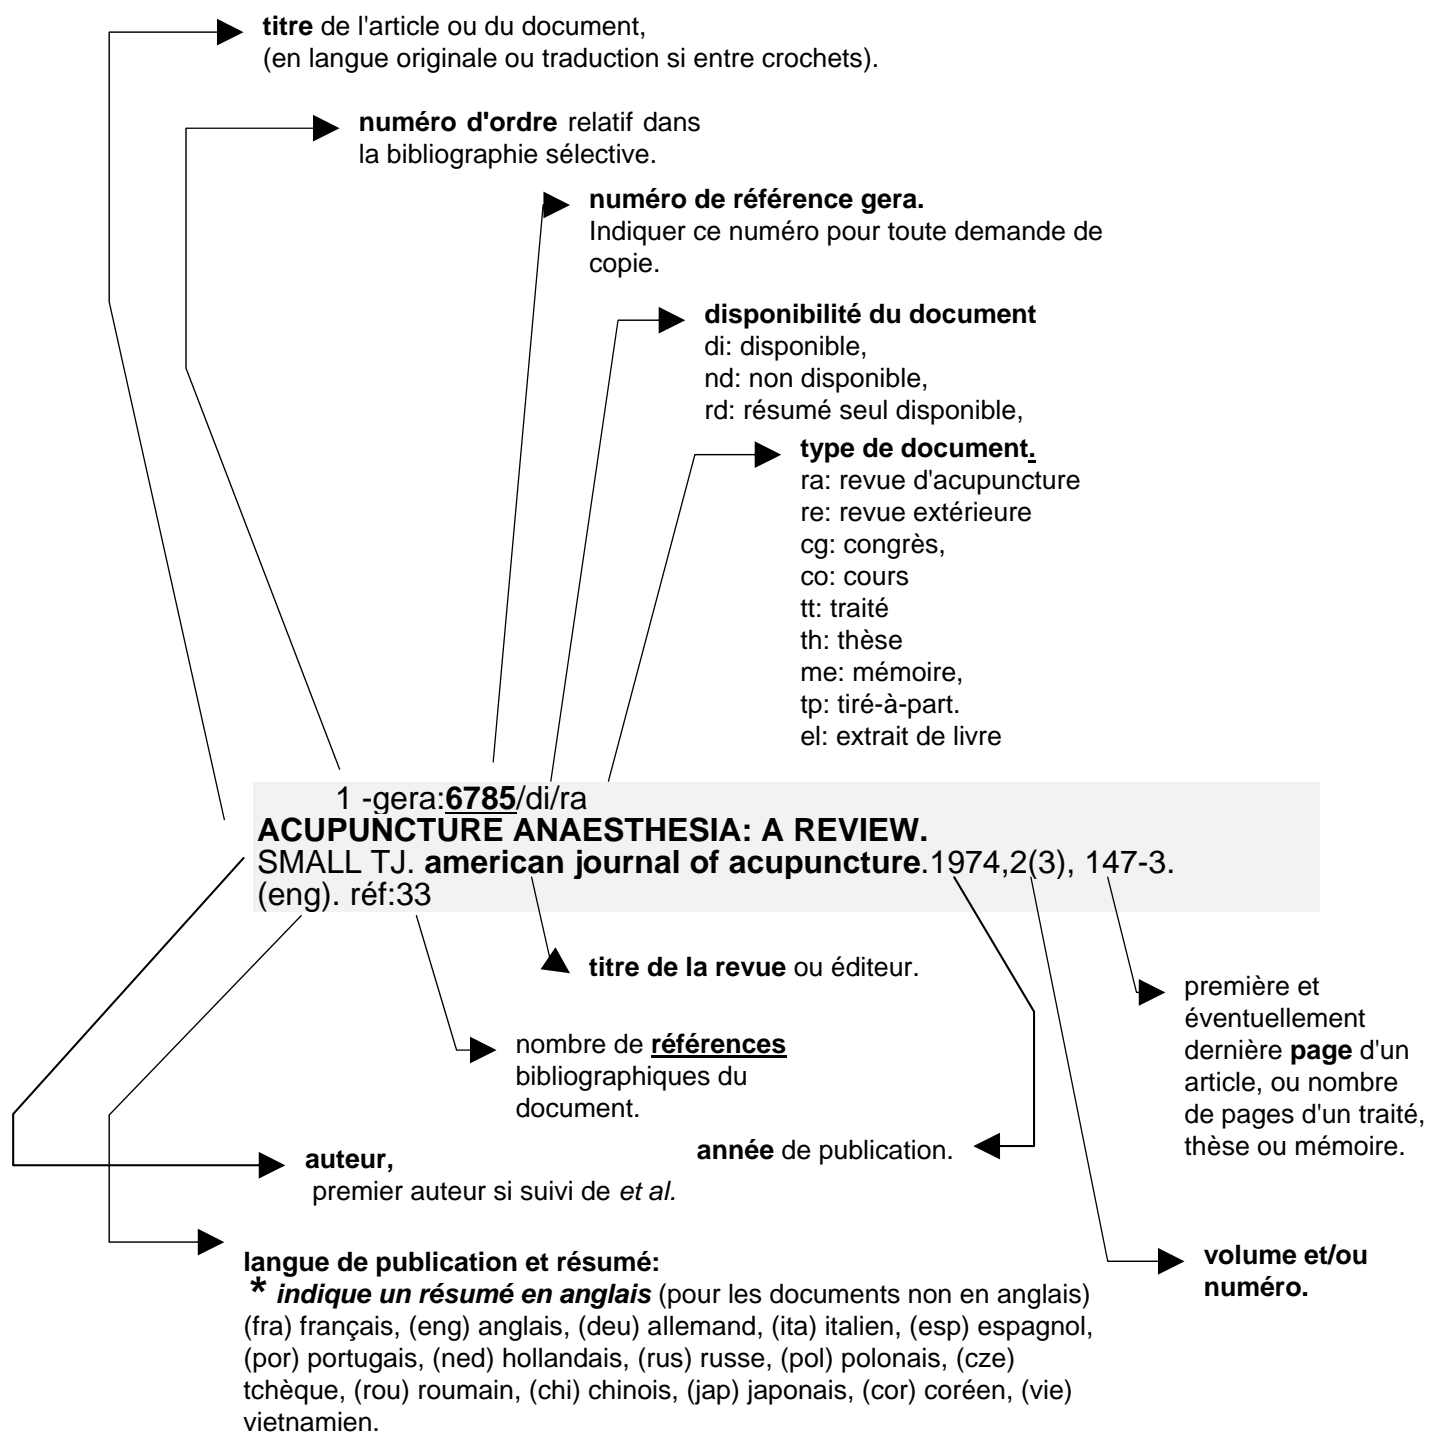 titre de l'article ou du document,
(en langue originale ou traduction si entre crochets).
numéro d'ordre relatif dans
la bibliographie sélective.
numéro de référence gera.
Indiquer ce numéro pour toute demande de
copie.
disponibilité du document
di: disponible,
nd: non disponible,
rd: résumé seul disponible,
type de document.
ra: revue d'acupuncture
re: revue extérieure
cg: congrès,
co: cours
tt: traité
th: thèse
me: mémoire,
tp: tiré-à-part.
el: extrait de livre
1 -gera:6785/di/ra
ACUPUNCTURE ANAESTHESIA: A REVIEW.
SMALL TJ. american journal of acupuncture.1974,2(3), 147-3.
(eng). réf:33
titre de la revue ou éditeur.
première et
éventuellement
dernière page d'un
article, ou nombre
de pages d'un traité,
thèse ou mémoire.
nombre de références
bibliographiques du
document.
année de publication.
auteur,
premier auteur si suivi de et al.
langue de publication et résumé:
* indique un résumé en anglais (pour les documents non en anglais)
(fra) français, (eng) anglais, (deu) allemand, (ita) italien, (esp) espagnol,
(por) portugais, (ned) hollandais, (rus) russe, (pol) polonais, (cze)
tchèque, (rou) roumain, (chi) chinois, (jap) japonais, (cor) coréen, (vie)
vietnamien.
volume et/ou
numéro.